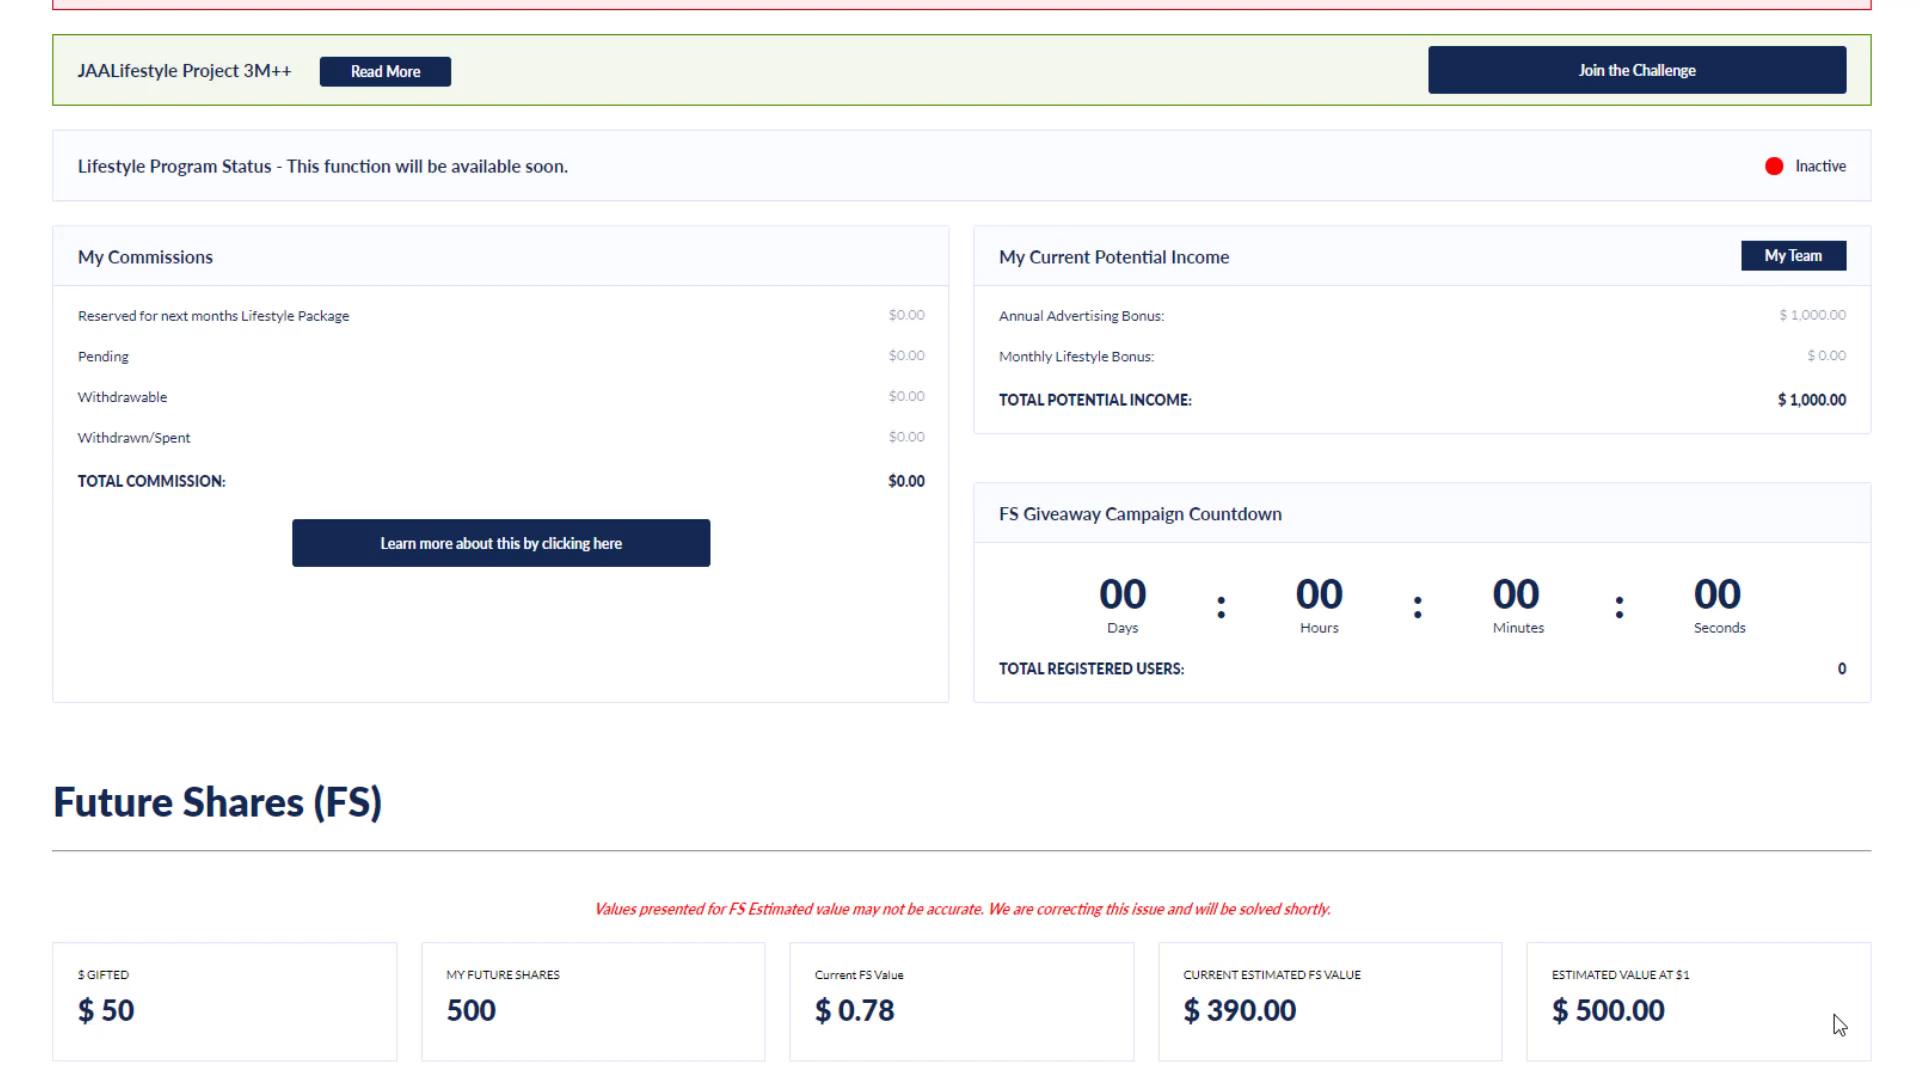 JAALifestyle Project 3M++
Read More
Join the Challenge
Lifestyle Program Status - This function will be available soon.
Inactive
My Commissions
Reserved for next months Lifestyle Package $0.00
Pending $0.00
Withdrawable $0.00
Withdrawn/Spent $0.00
TOTAL COMMISSION: $0.00
Learn more about this by clicking here
My Current Potential Income
My Team
Annual Advertising Bonus: $ 1,000.00
Monthly Lifestyle Bonus: $ 0.00
TOTAL POTENTIAL INCOME: $ 1,000.00
FS Giveaway Campaign Countdown
00 : 00 : 00 : 00
Days Hours Minutes Seconds
TOTAL REGISTERED USERS: 0
Future Shares (FS)
Values presented for FS Estimated value may not be accurate. We are correcting this issue and will be solved shortly.
$ GIFTED
$ 50
MY FUTURE SHARES
500
Current FS Value
$ 0.78
CURRENT ESTIMATED FS VALUE
$ 390.00
ESTIMATED VALUE AT $1
$ 500.00